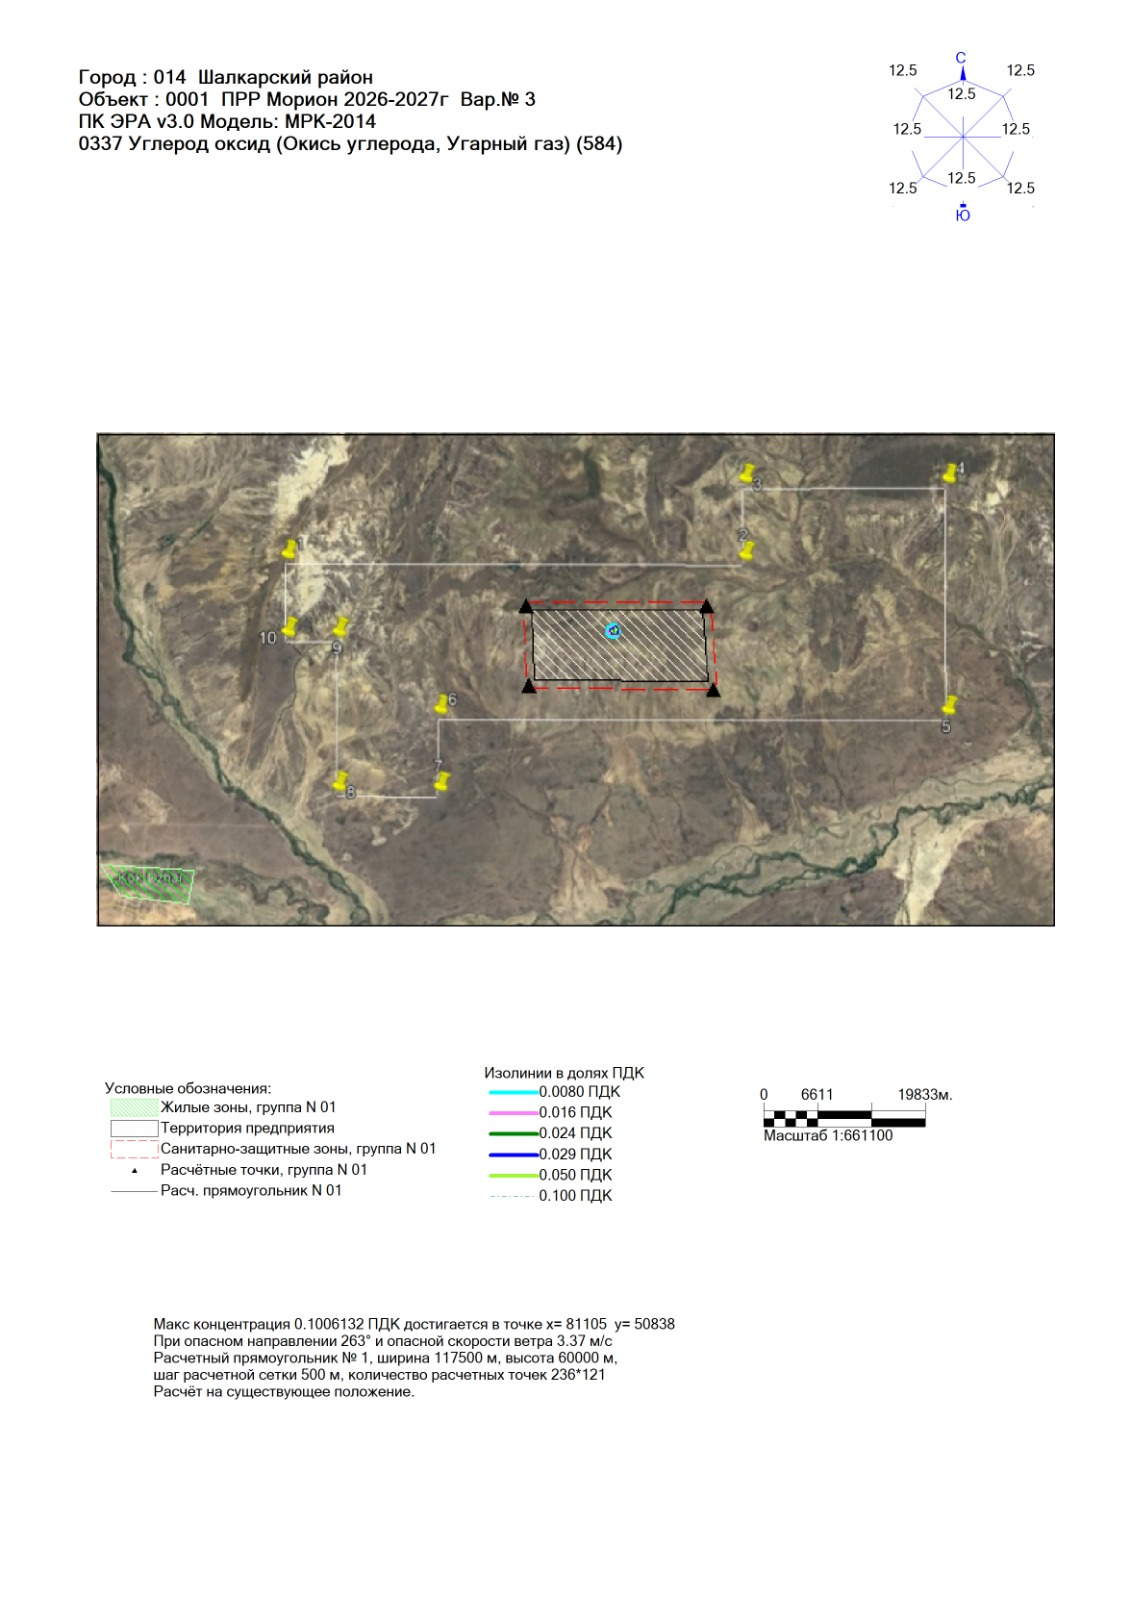 Город : 014 Шалкарский район
Объект : 0001 ПРР Морион 2026-2027г Вар.№ 3
ПК ЭРА v3.0 Модель: МРК-2014
0337 Углерод оксид (Окись углерода, Угарный газ) (584)
С
12.5 12.5
12.5
12.5 12.5
12.5
12.5 12.5
Ю
3 4
2
1
10
9
6
5
7
8
Условные обозначения:
Жилые зоны, группа N 01
Территория предприятия
Санитарно-защитные зоны, группа N 01
Расчётные точки, группа N 01
Расч. прямоугольник N 01
Изолинии в долях ПДК
0.0080 ПДК
0.016 ПДК
0.024 ПДК
0.029 ПДК
0.050 ПДК
0.100 ПДК
0 6611 19833м.
Масштаб 1:661100
Макс концентрация 0.1006132 ПДК достигается в точке x= 81105 y= 50838
При опасном направлении 263° и опасной скорости ветра 3.37 м/с
Расчетный прямоугольник № 1, ширина 117500 м, высота 60000 м,
шаг расчетной сетки 500 м, количество расчетных точек 236*121
Расчёт на существующее положение.